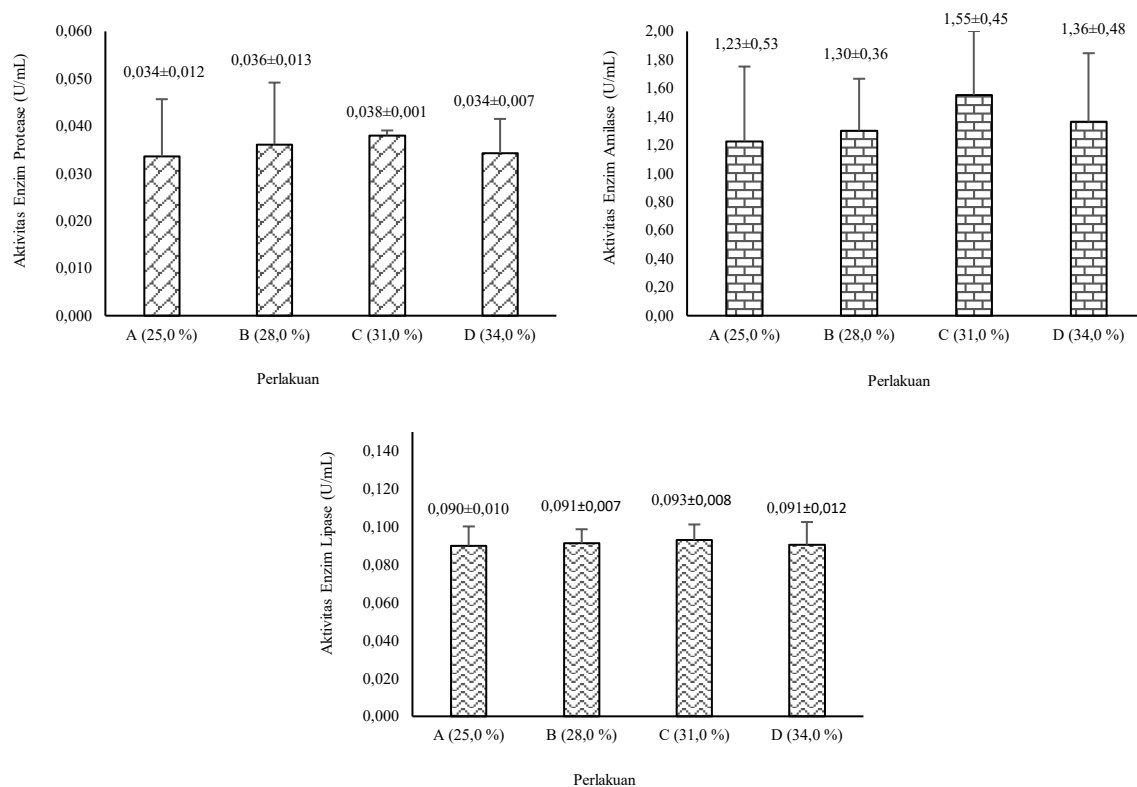 Aktivitas Enzim Protease (U/mL)
0,060
0,050
0,040
0,030
0,020
0,010
0,000
0,034±0,012
0,036±0,013
0,038±0,001
0,034±0,007
A (25,0 %)
B (28,0 %)
C (31,0 %)
D (34,0 %)
Perlakuan
Aktivitas Enzim Amilase (U/mL)
2,00
1,80
1,60
1,40
1,20
1,00
0,80
0,60
0,40
0,20
0,00
1,23±0,53
1,30±0,36
1,55±0,45
1,36±0,48
A (25,0 %)
B (28,0 %)
C (31,0 %)
D (34,0 %)
Perlakuan
Aktivitas Enzim Lipase (U/mL)
0,140
0,120
0,100
0,080
0,060
0,040
0,020
0,000
0,090±0,010
0,091±0,007
0,093±0,008
0,091±0,012
A (25,0 %)
B (28,0 %)
C (31,0 %)
D (34,0 %)
Perlakuan